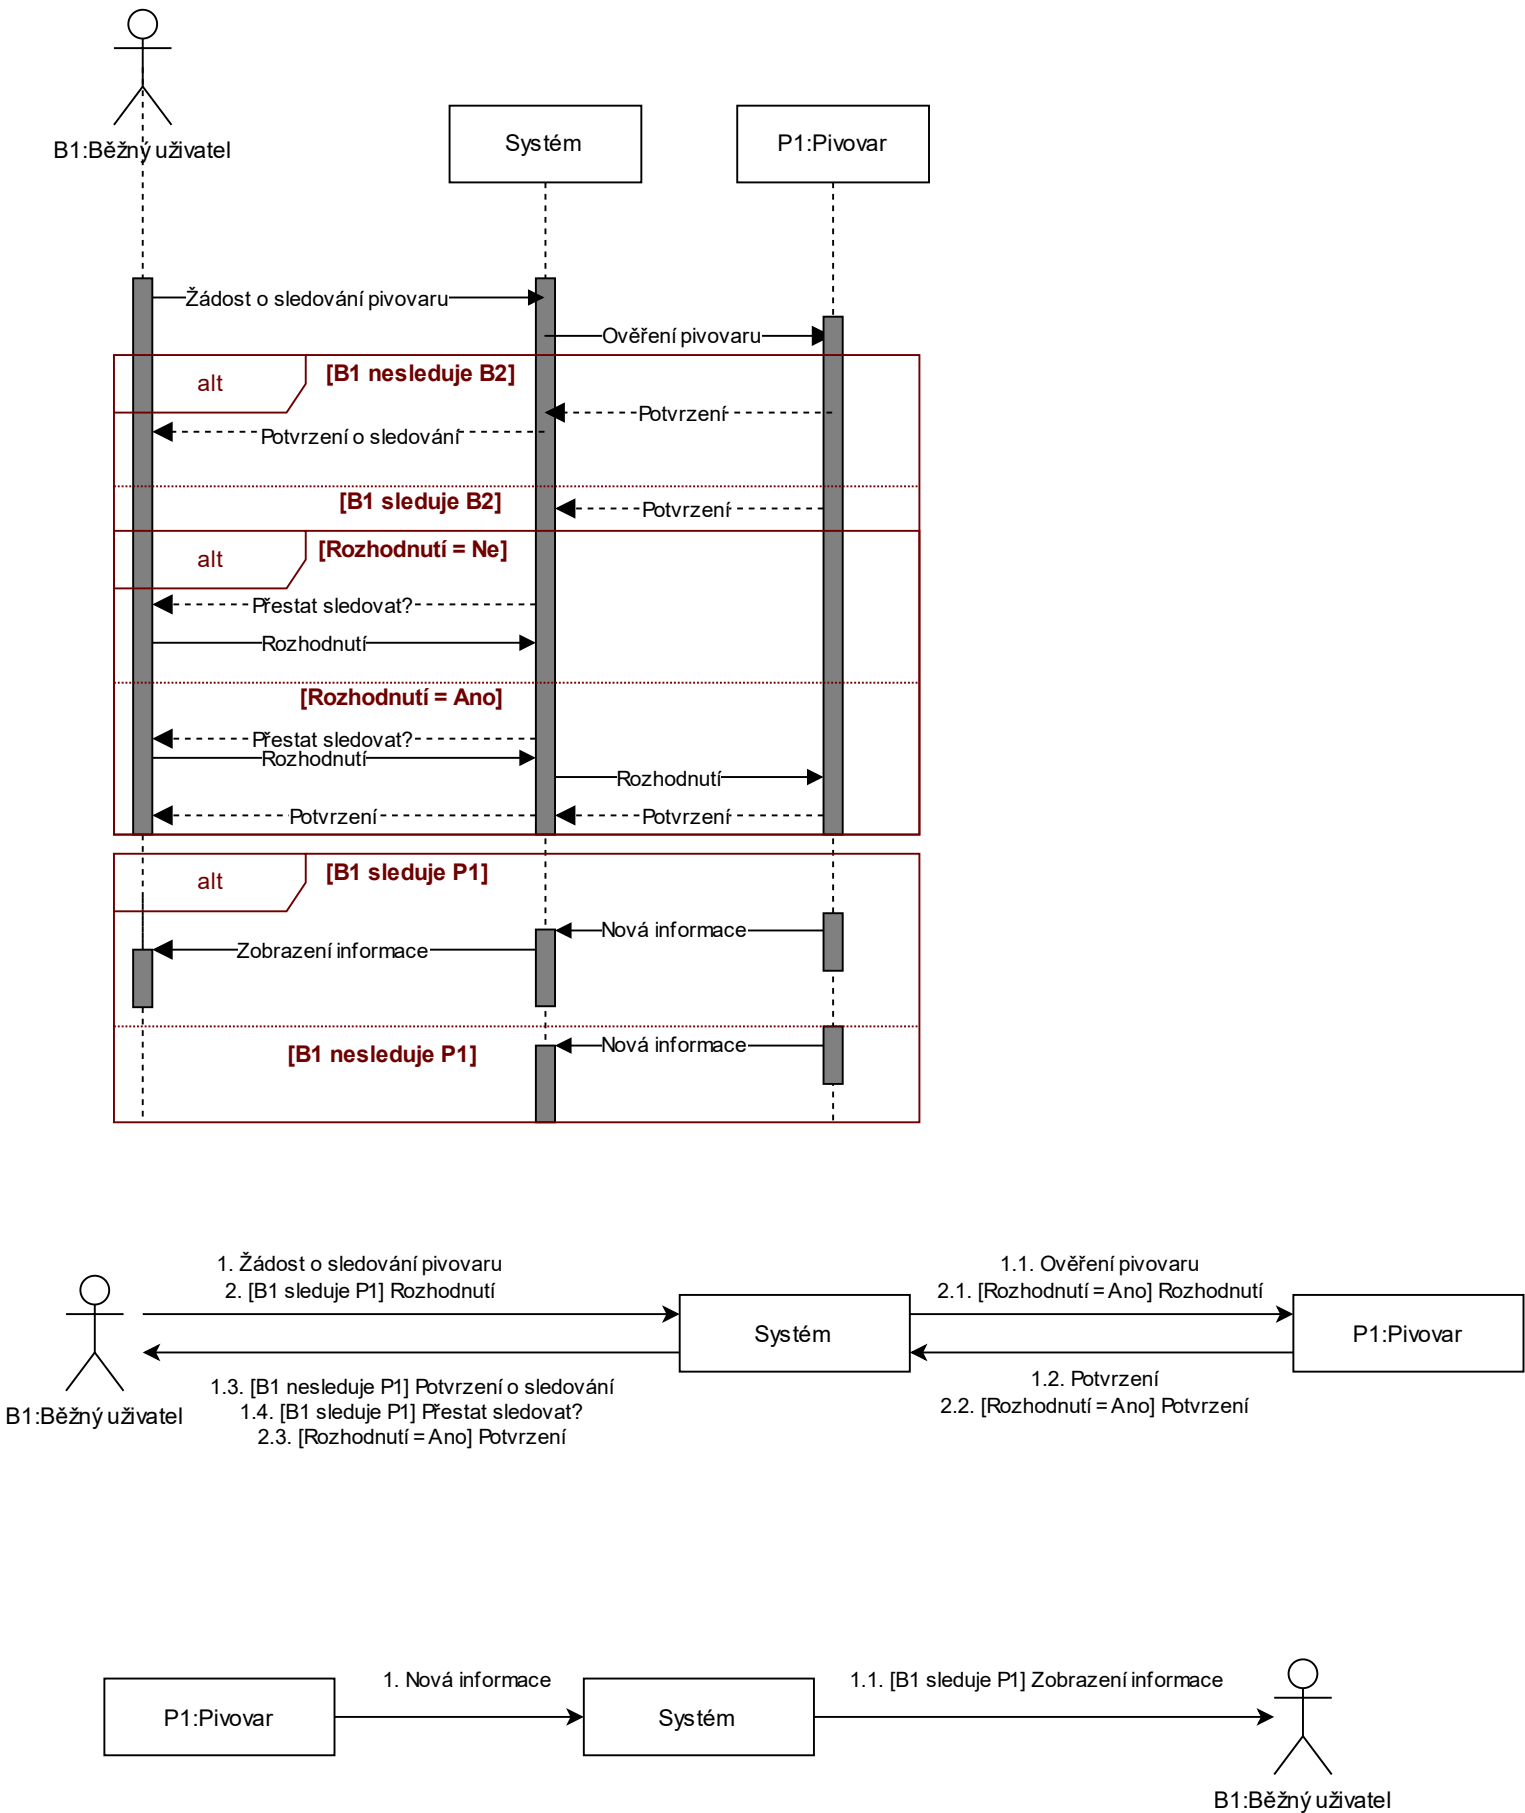 B1:Běžný uživatel
Systém
P1:Pivovar
Žádost o sledování pivovaru
Ověření pivovaru
alt
[B1 nesleduje B2]
Potvrzení
Potvrzení o sledování
[B1 sleduje B2]
Potvrzení
alt
[Rozhodnutí = Ne]
Přestat sledovat?
Rozhodnutí
[Rozhodnutí = Ano]
Přestat sledovat?
Rozhodnutí
Rozhodnutí
Potvrzení
Potvrzení
alt
[B1 sleduje P1]
Nová informace
Zobrazení informace
[B1 nesleduje P1]
Nová informace
1. Žádost o sledování pivovaru
2. [B1 sleduje P1] Rozhodnutí
1.1. Ověření pivovaru
2.1. [Rozhodnutí = Ano] Rozhodnutí
Systém
P1:Pivovar
B1:Běžný uživatel
1.3. [B1 nesleduje P1] Potvrzení o sledování
1.4. [B1 sleduje P1] Přestat sledovat?
2.3. [Rozhodnutí = Ano] Potvrzení
1.2. Potvrzení
2.2. [Rozhodnutí = Ano] Potvrzení
P1:Pivovar
1. Nová informace
Systém
1.1. [B1 sleduje P1] Zobrazení informace
B1:Běžný uživatel